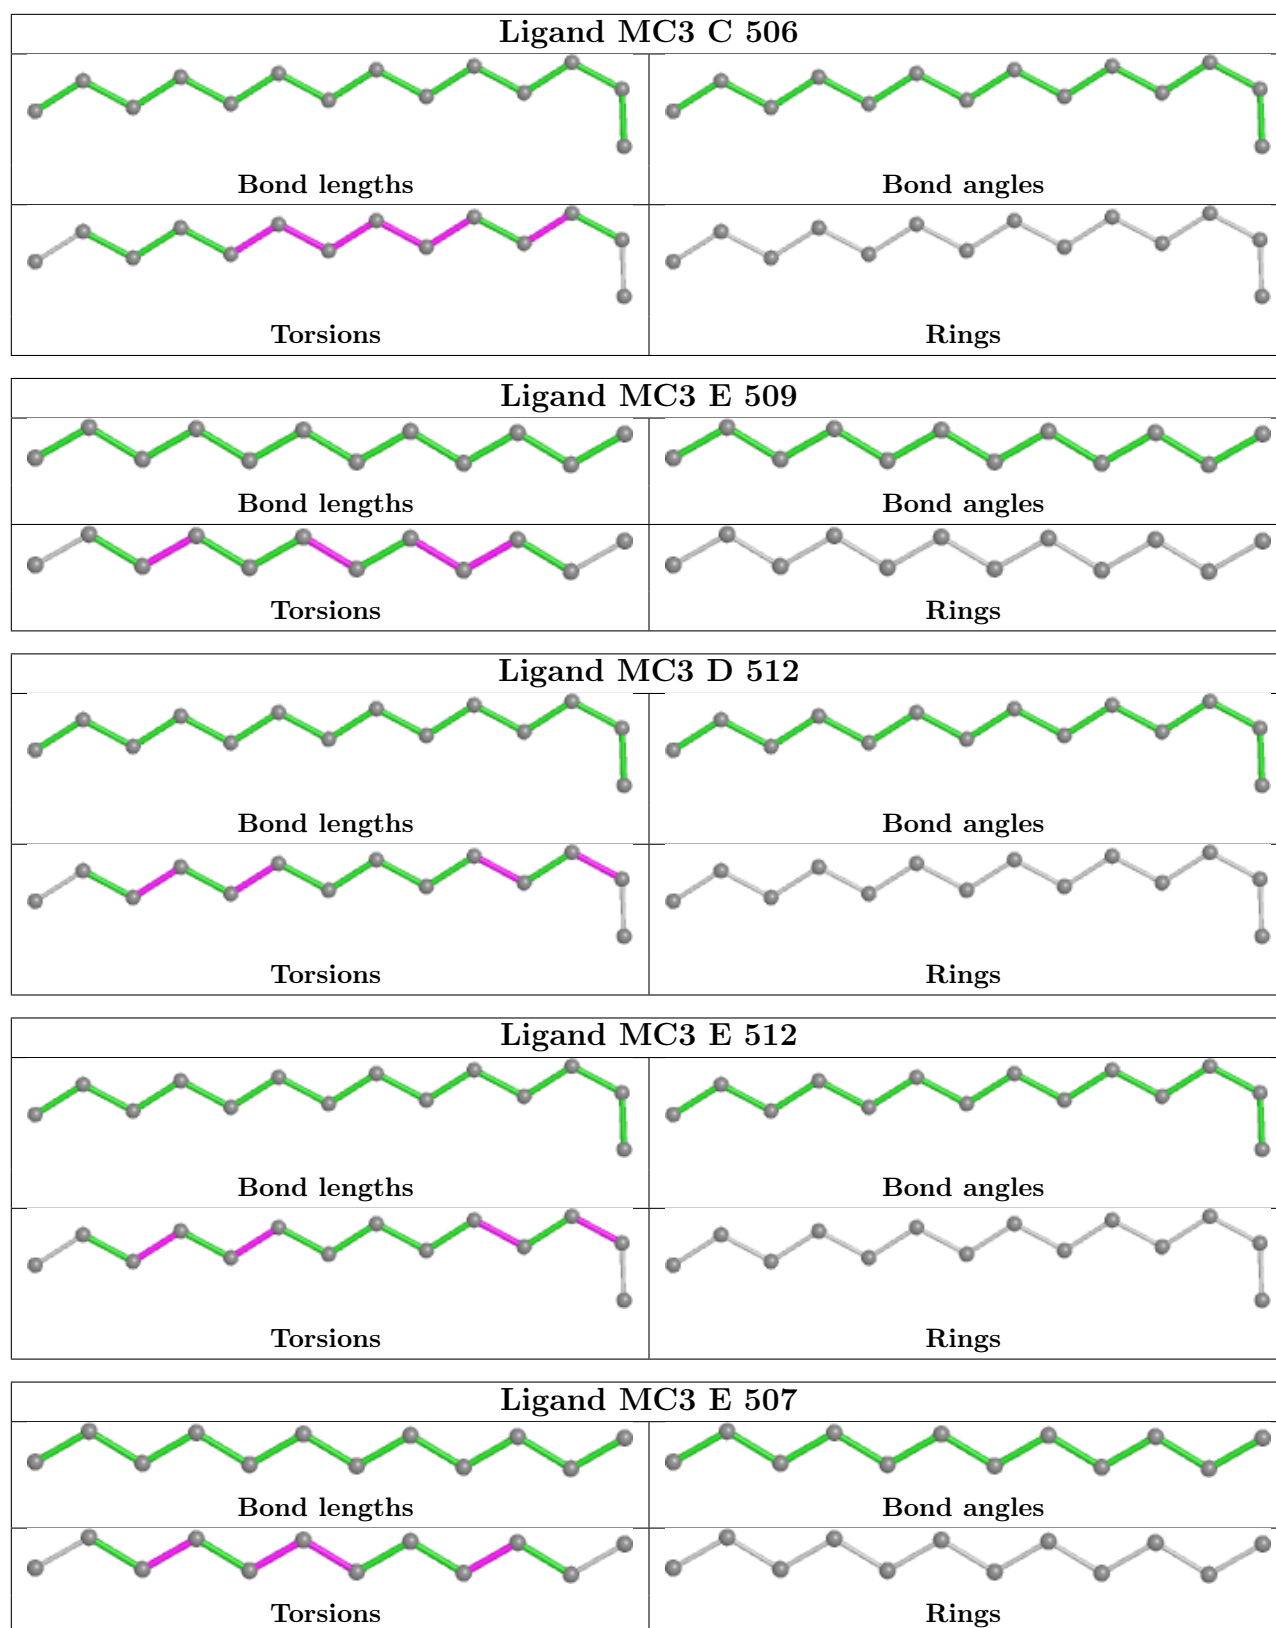 Ligand MC3 C 506
Bond lengths Bond angles
Torsions Rings
Ligand MC3 E 509
Bond lengths Bond angles
Torsions Rings
Ligand MC3 D 512
Bond lengths Bond angles
Torsions Rings
Ligand MC3 E 512
Bond lengths Bond angles
Torsions Rings
Ligand MC3 E 507
Bond lengths Bond angles
Torsions Rings